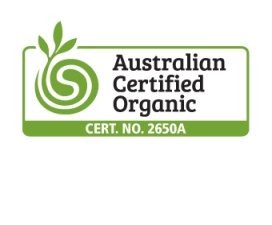 Australian
Certified
Organic
CERT. NO. 2650A